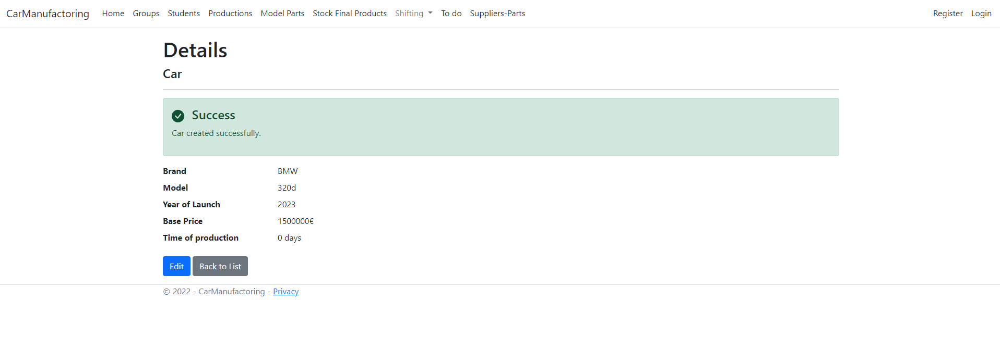 CarManufactoring Home Groups Students Productions Model Parts Stock Final Products Shifting To do Suppliers-Parts Register Login
Details
Car
Success
Car created successfully.
Brand BMW
Model 320d
Year of Launch 2023
Base Price 1500000€
Time of production 0 days
Edit Back to List
© 2022 - CarManufactoring - Privacy